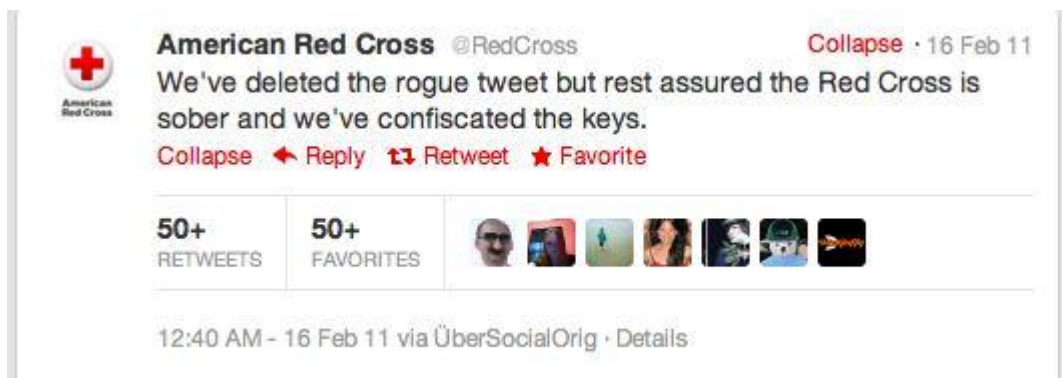 American Red Cross @RedCross Collapse · 16 Feb 11
We've deleted the rogue tweet but rest assured the Red Cross is
sober and we've confiscated the keys.
American
Red Cross
Collapse Reply Retweet Favorite
50+ 50+
RETWEETS FAVORITES
12:40 AM - 16 Feb 11 via ÜberSocialOrig · Details